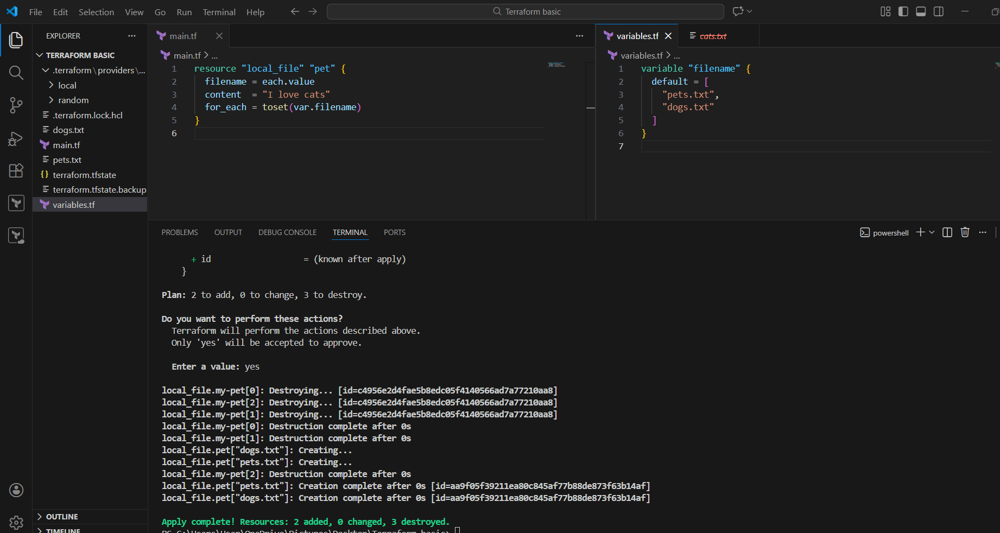 File Edit Selection View Go Run Terminal Help
Terraform basic
EXPLORER
TERRAFORM BASIC
.terraform\providers\...
local
random
.terraform.lock.hcl
dogs.txt
main.tf
pets.txt
terraform.tfstate
terraform.tfstate.backup
variables.tf
OUTLINE
TIMELINE
main.tf
main.tf > ...
1 resource "local_file" "pet" {
2 filename = each.value
3 content  = "I love cats"
4 for_each = toset(var.filename)
5 }
6
variables.tf
cats.txt
variables.tf > ...
1 variable "filename" {
2 default = [
3 "pets.txt",
4 "dogs.txt"
5 ]
6 }
7
PROBLEMS OUTPUT DEBUG CONSOLE TERMINAL PORTS
powershell
+ id = (known after apply)
}
Plan: 2 to add, 0 to change, 3 to destroy.
Do you want to perform these actions?
Terraform will perform the actions described above.
Only 'yes' will be accepted to approve.
Enter a value: yes
local_file.my-pet[0]: Destroying... [id=c4956e2d4fae5b8edc05f4140566ad7a77210aa8]
local_file.my-pet[2]: Destroying... [id=c4956e2d4fae5b8edc05f4140566ad7a77210aa8]
local_file.my-pet[1]: Destroying... [id=c4956e2d4fae5b8edc05f4140566ad7a77210aa8]
local_file.my-pet[0]: Destruction complete after 0s
local_file.my-pet[1]: Destruction complete after 0s
local_file.pet["dogs.txt"]: Creating...
local_file.pet["pets.txt"]: Creating...
local_file.my-pet[2]: Destruction complete after 0s
local_file.pet["pets.txt"]: Creation complete after 0s [id=aa9f05f39211ea80c845af77b88de873f63b14af]
local_file.pet["dogs.txt"]: Creation complete after 0s [id=aa9f05f39211ea80c845af77b88de873f63b14af]
Apply complete! Resources: 2 added, 0 changed, 3 destroyed.
PS C:\Users\User\OneDrive\Pictures\Desktop\Terraform basic>